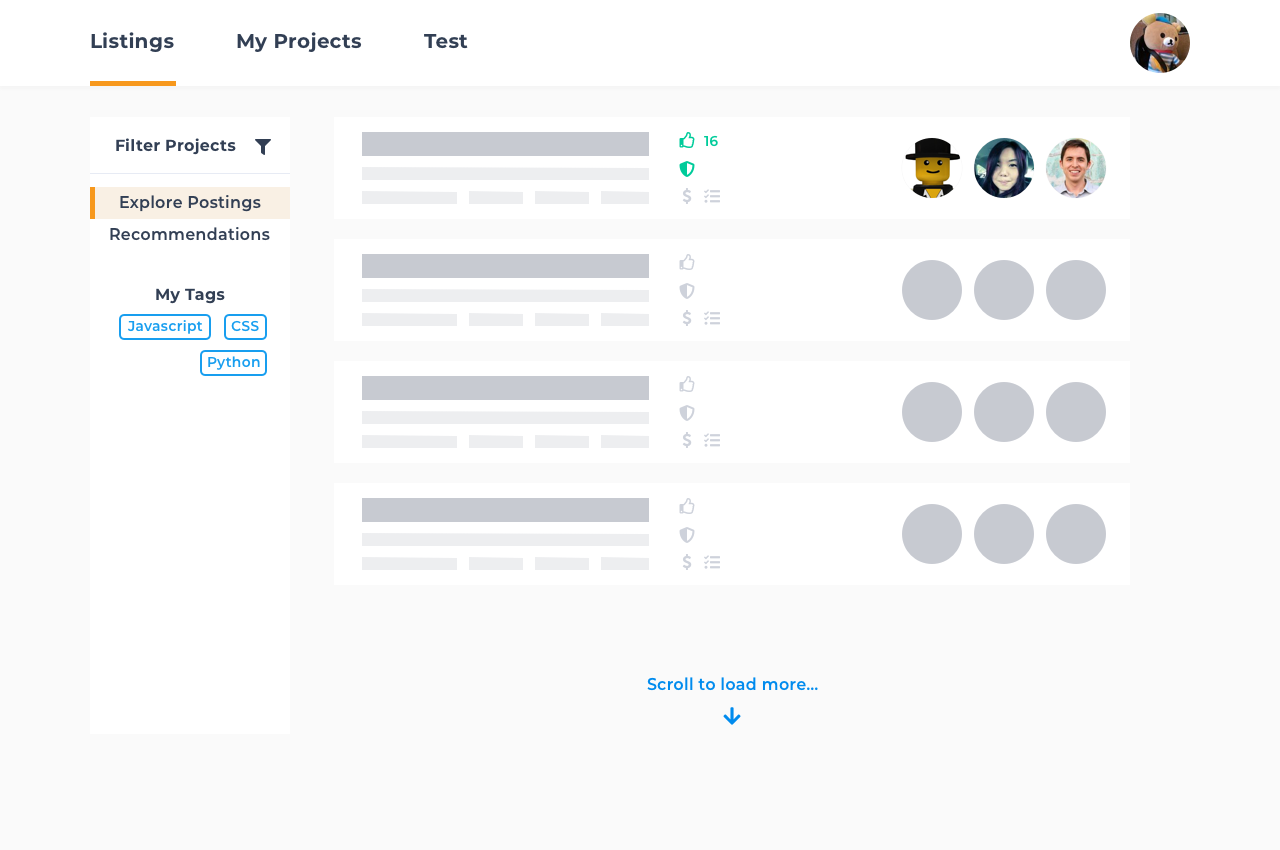 Listings My Projects Test
Filter Projects
Explore Postings
Recommendations
My Tags
Javascript CSS
Python
16
Scroll to load more...